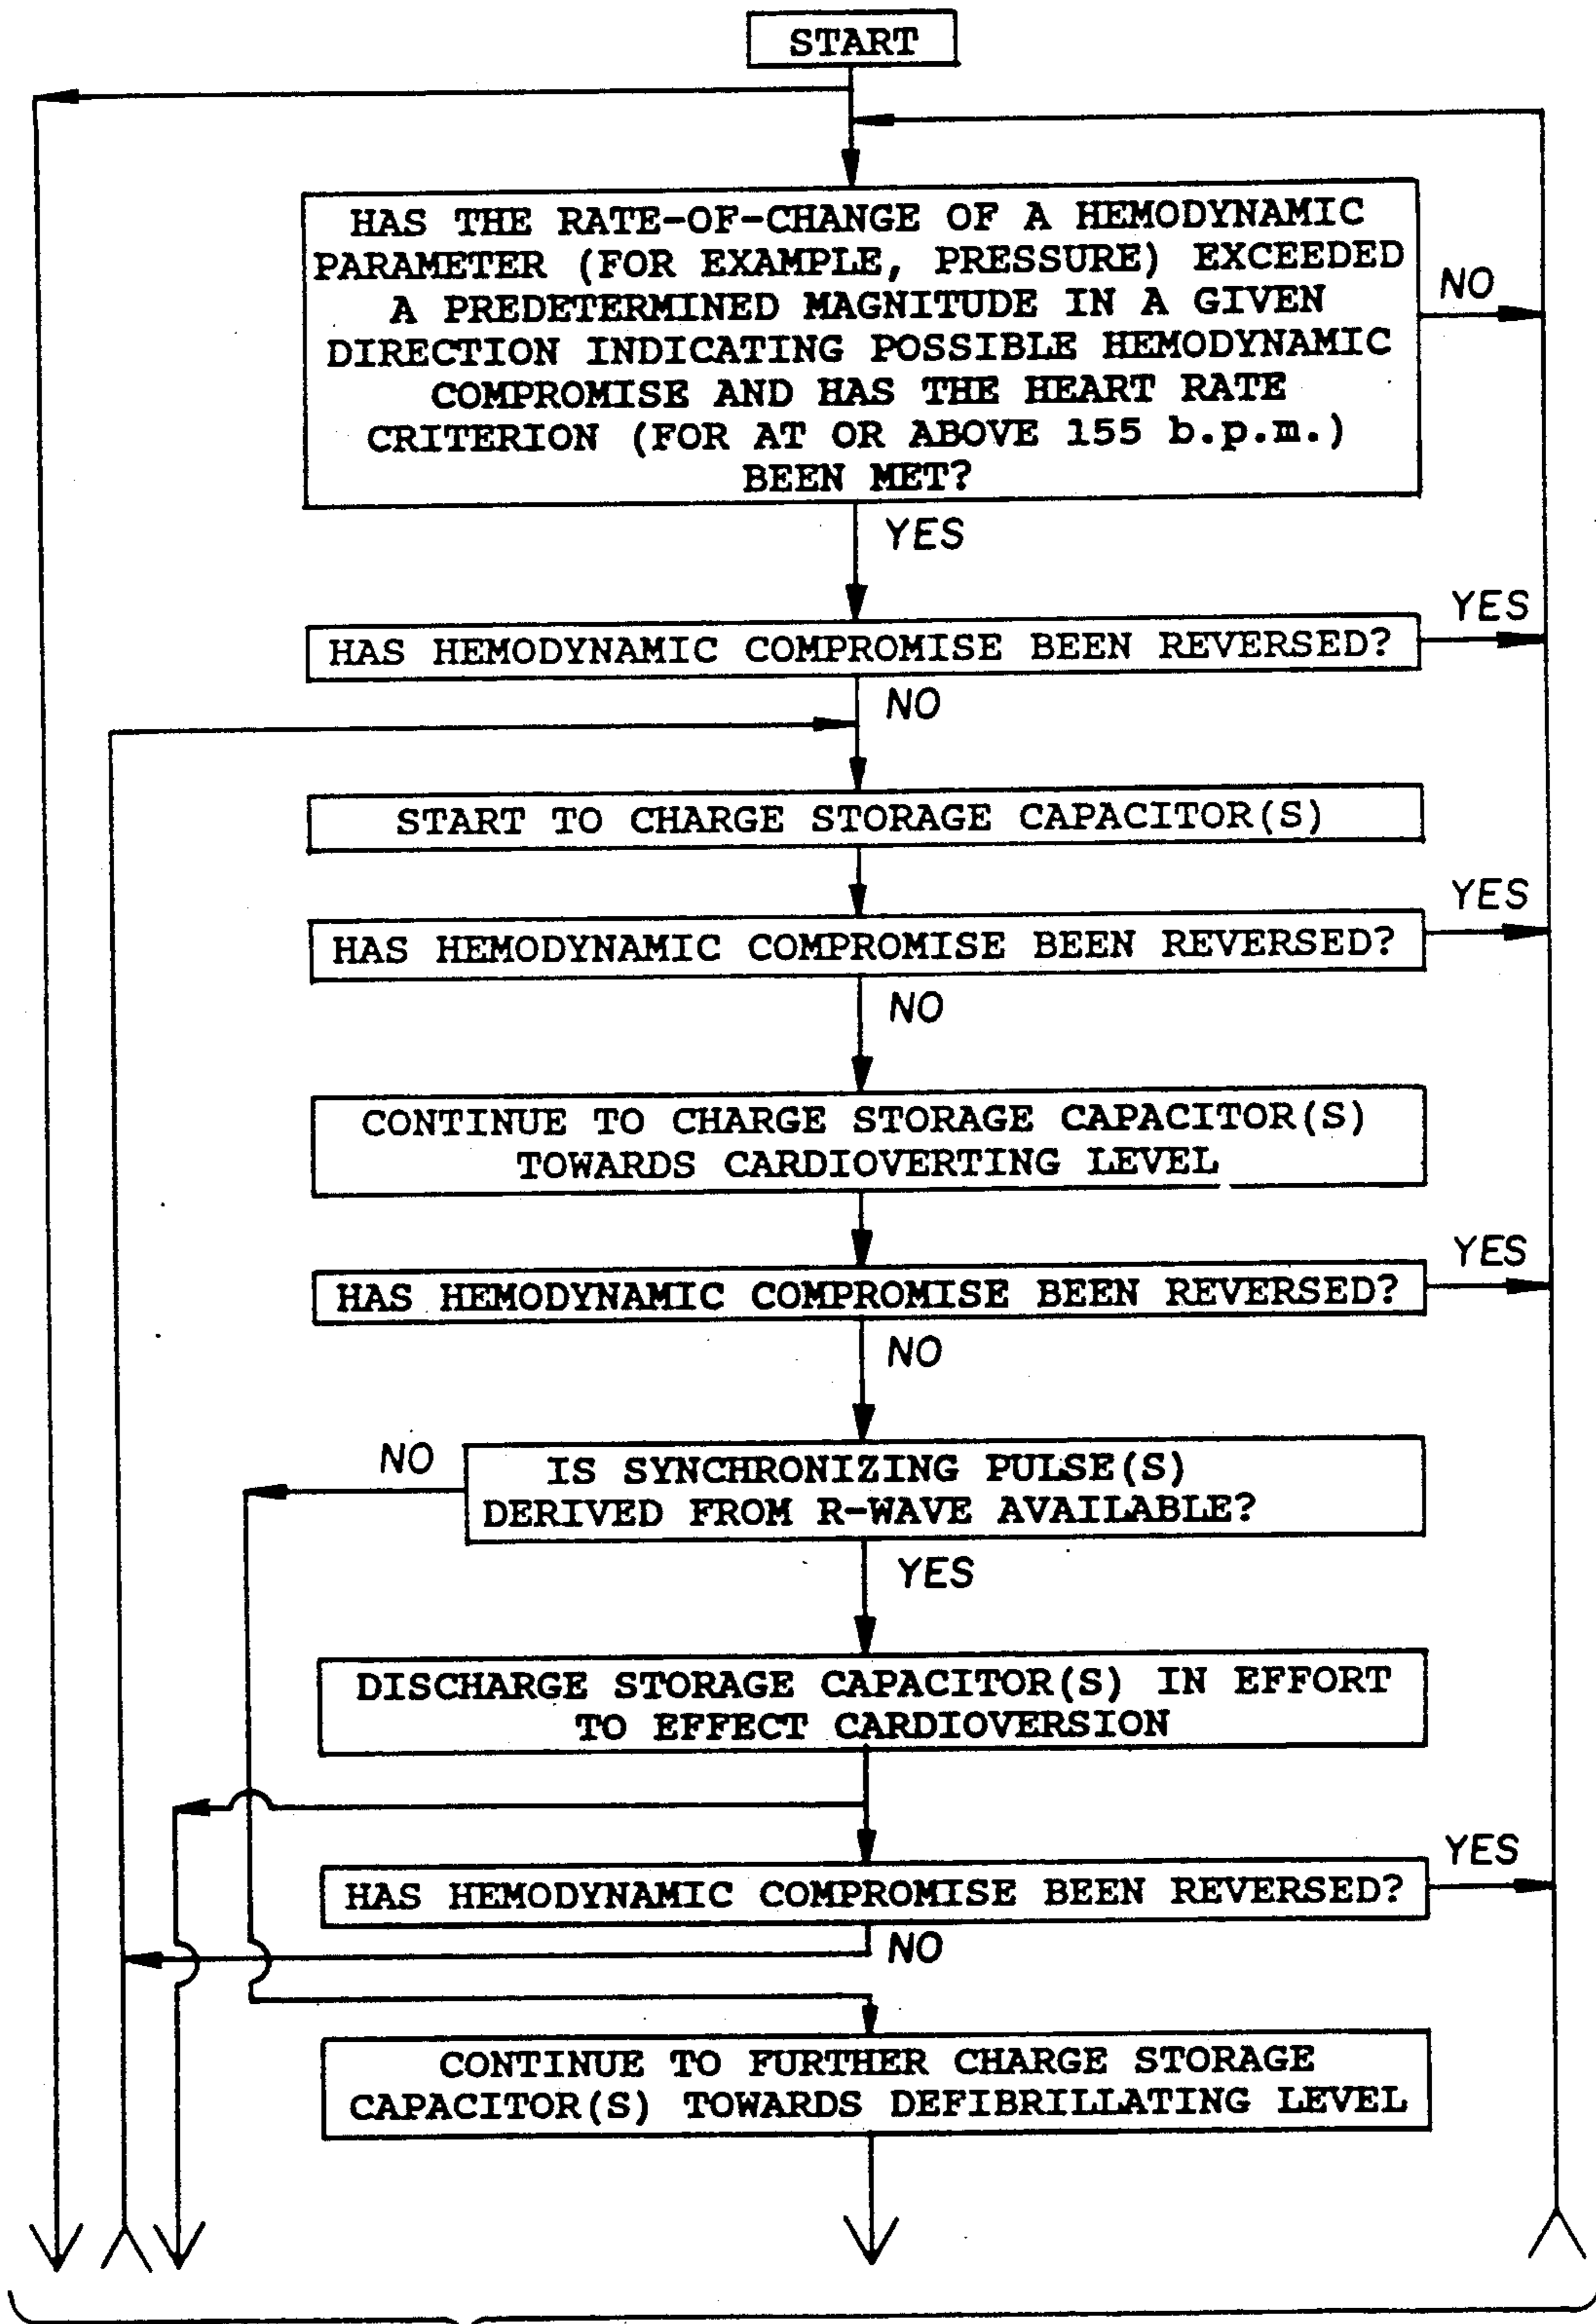 START
HAS THE RATE-OF-CHANGE OF A HEMODYNAMIC
PARAMETER (FOR EXAMPLE, PRESSURE) EXCEEDED
A PREDETERMINED MAGNITUDE IN A GIVEN
DIRECTION INDICATING POSSIBLE HEMODYNAMIC
COMPROMISE AND HAS THE HEART RATE
CRITERION (FOR AT OR ABOVE 155 b.p.m.)
BEEN MET?
NO
YES
HAS HEMODYNAMIC COMPROMISE BEEN REVERSED?
YES
NO
START TO CHARGE STORAGE CAPACITOR(S)
HAS HEMODYNAMIC COMPROMISE BEEN REVERSED?
YES
NO
CONTINUE TO CHARGE STORAGE CAPACITOR(S)
TOWARDS CARDIOVERTING LEVEL
HAS HEMODYNAMIC COMPROMISE BEEN REVERSED?
YES
NO
NO
IS SYNCHRONIZING PULSE(S)
DERIVED FROM R-WAVE AVAILABLE?
YES
DISCHARGE STORAGE CAPACITOR(S) IN EFFORT
TO EFFECT CARDIOVERSION
HAS HEMODYNAMIC COMPROMISE BEEN REVERSED?
YES
NO
CONTINUE TO FURTHER CHARGE STORAGE
CAPACITOR(S) TOWARDS DEFIBRILLATING LEVEL